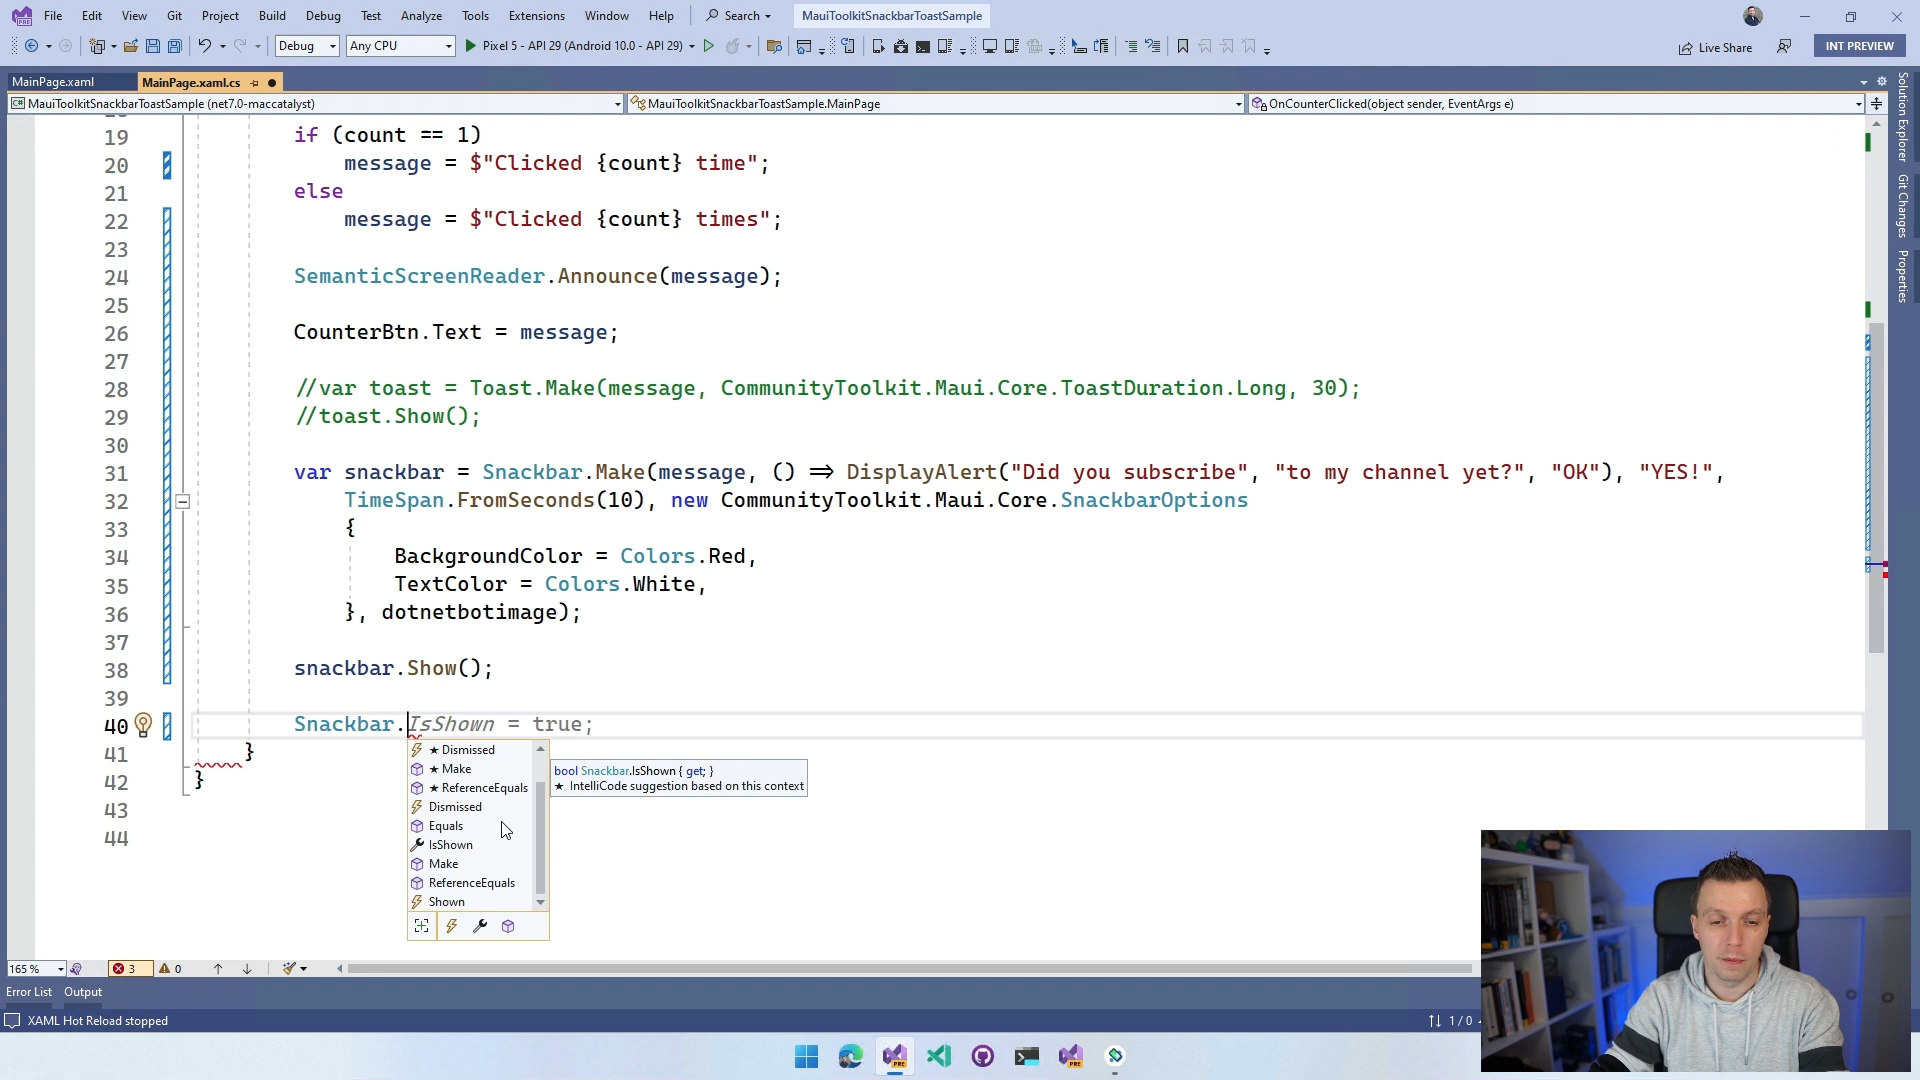 File Edit View Git Project Build Debug Test Analyze Tools Extensions Window Help Search MauiToolkitSnackbarToastSample
Debug Any CPU Pixel 5 - API 29 (Android 10.0 - API 29) Live Share INT PREVIEW
MainPage.xaml MainPage.xaml.cs
MauiToolkitSnackbarToastSample (net7.0-maccatalyst) MauiToolkitSnackbarToastSample.MainPage OnCounterClicked(object sender, EventArgs e)
Solution Explorer
Git Changes
Properties
19 if (count == 1)
20 message = $"Clicked {count} time";
21 else
22 message = $"Clicked {count} times";
23
24 SemanticScreenReader.Announce(message);
25
26 CounterBtn.Text = message;
27
28 //var toast = Toast.Make(message, CommunityToolkit.Maui.Core.ToastDuration.Long, 30);
29 //toast.Show();
30
31 var snackbar = Snackbar.Make(message, () => DisplayAlert("Did you subscribe", "to my channel yet?", "OK"), "YES!",
32 TimeSpan.FromSeconds(10), new CommunityToolkit.Maui.Core.SnackbarOptions
33 {
34 BackgroundColor = Colors.Red,
35 TextColor = Colors.White,
36 }, dotnetbotimage);
37
38 snackbar.Show();
39
40 Snackbar.IsShown = true;
41 }
42 }
43
44
★ Dismissed
★ Make
★ ReferenceEquals
Dismissed
Equals
IsShown
Make
ReferenceEquals
Shown
bool Snackbar.IsShown { get; }
★ IntelliCode suggestion based on this context
165 % 3 0
Error List Output
XAML Hot Reload stopped 1 / 0